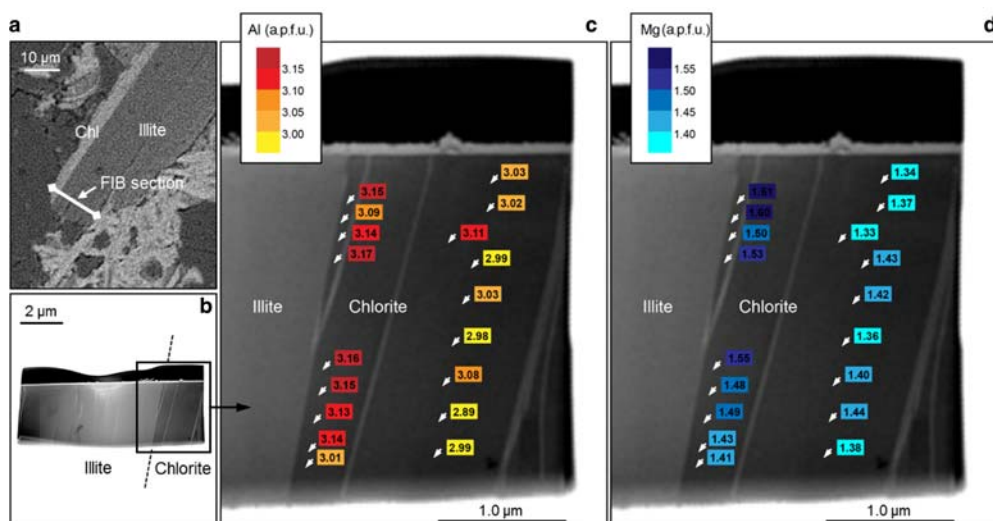 a
10 µm
Chl
Illite
FIB section
2 µm
b
Illite
Chlorite
Al (a.p.f.u.)
3.15
3.10
3.05
3.00
c
3.03
3.02
3.15
3.09
3.14
3.17
3.11
2.99
3.03
2.98
3.08
2.89
2.99
3.16
3.15
3.13
3.14
3.01
Illite
Chlorite
1.0 µm
Mg (a.p.f.u.)
1.55
1.50
1.45
1.40
d
1.34
1.37
1.51
1.60
1.50
1.53
1.33
1.43
1.42
1.36
1.40
1.44
1.38
1.55
1.48
1.49
1.43
1.41
Illite
Chlorite
1.0 µm